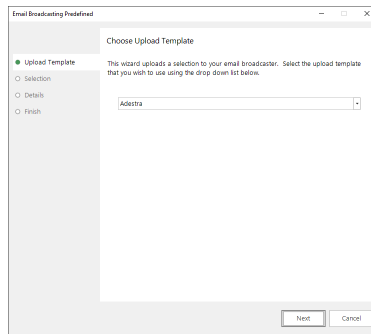 Email Broadcasting Predefined
Choose Upload Template
Upload Template
Selection
Details
Finish
This wizard uploads a selection to your email broadcaster. Select the upload template
that you wish to use using the drop down list below.
Adestra
Next
Cancel